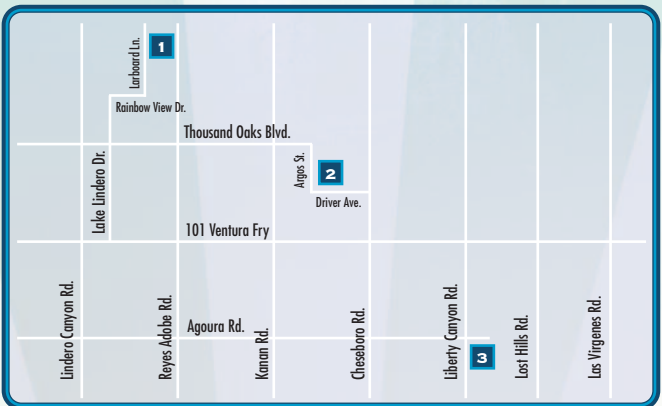 Larboard Ln.
1
Rainbow View Dr.
Thousand Oaks Blvd.
Lake Lindero Dr.
Argos St.
2
Driver Ave.
101 Ventura Fry
Lindero Canyon Rd.
Reyes Adobe Rd.
Agoura Rd.
Kanan Rd.
Cheseboro Rd.
Liberty Canyon Rd.
3
Lost Hills Rd.
Las Virgenes Rd.